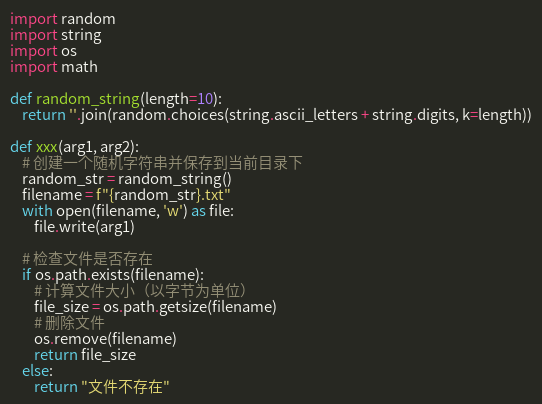 import random
import string
import os
import math

def random_string(length=10):
    return ''.join(random.choices(string.ascii_letters + string.digits, k=length))

def xxx(arg1, arg2):
    # 创建一个随机字符串并保存到当前目录下
    random_str = random_string()
    filename = f"{random_str}.txt"
    with open(filename, 'w') as file:
        file.write(arg1)

    # 检查文件是否存在
    if os.path.exists(filename):
        # 计算文件大小（以字节为单位）
        file_size = os.path.getsize(filename)
        # 删除文件
        os.remove(filename)
        return file_size
    else:
        return "文件不存在"